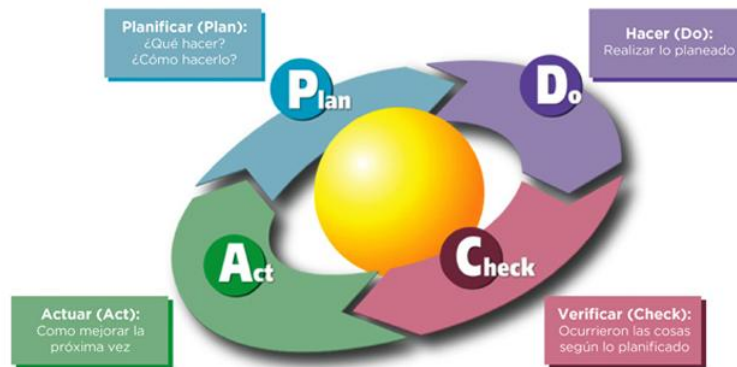 Planificar (Plan):
¿Qué hacer?
¿Cómo hacerlo?
Hacer (Do):
Realizar lo planeado
Plan
Do
Act
Check
Actuar (Act):
Como mejorar la
próxima vez
Verificar (Check):
Ocurrieron las cosas
según lo planificado